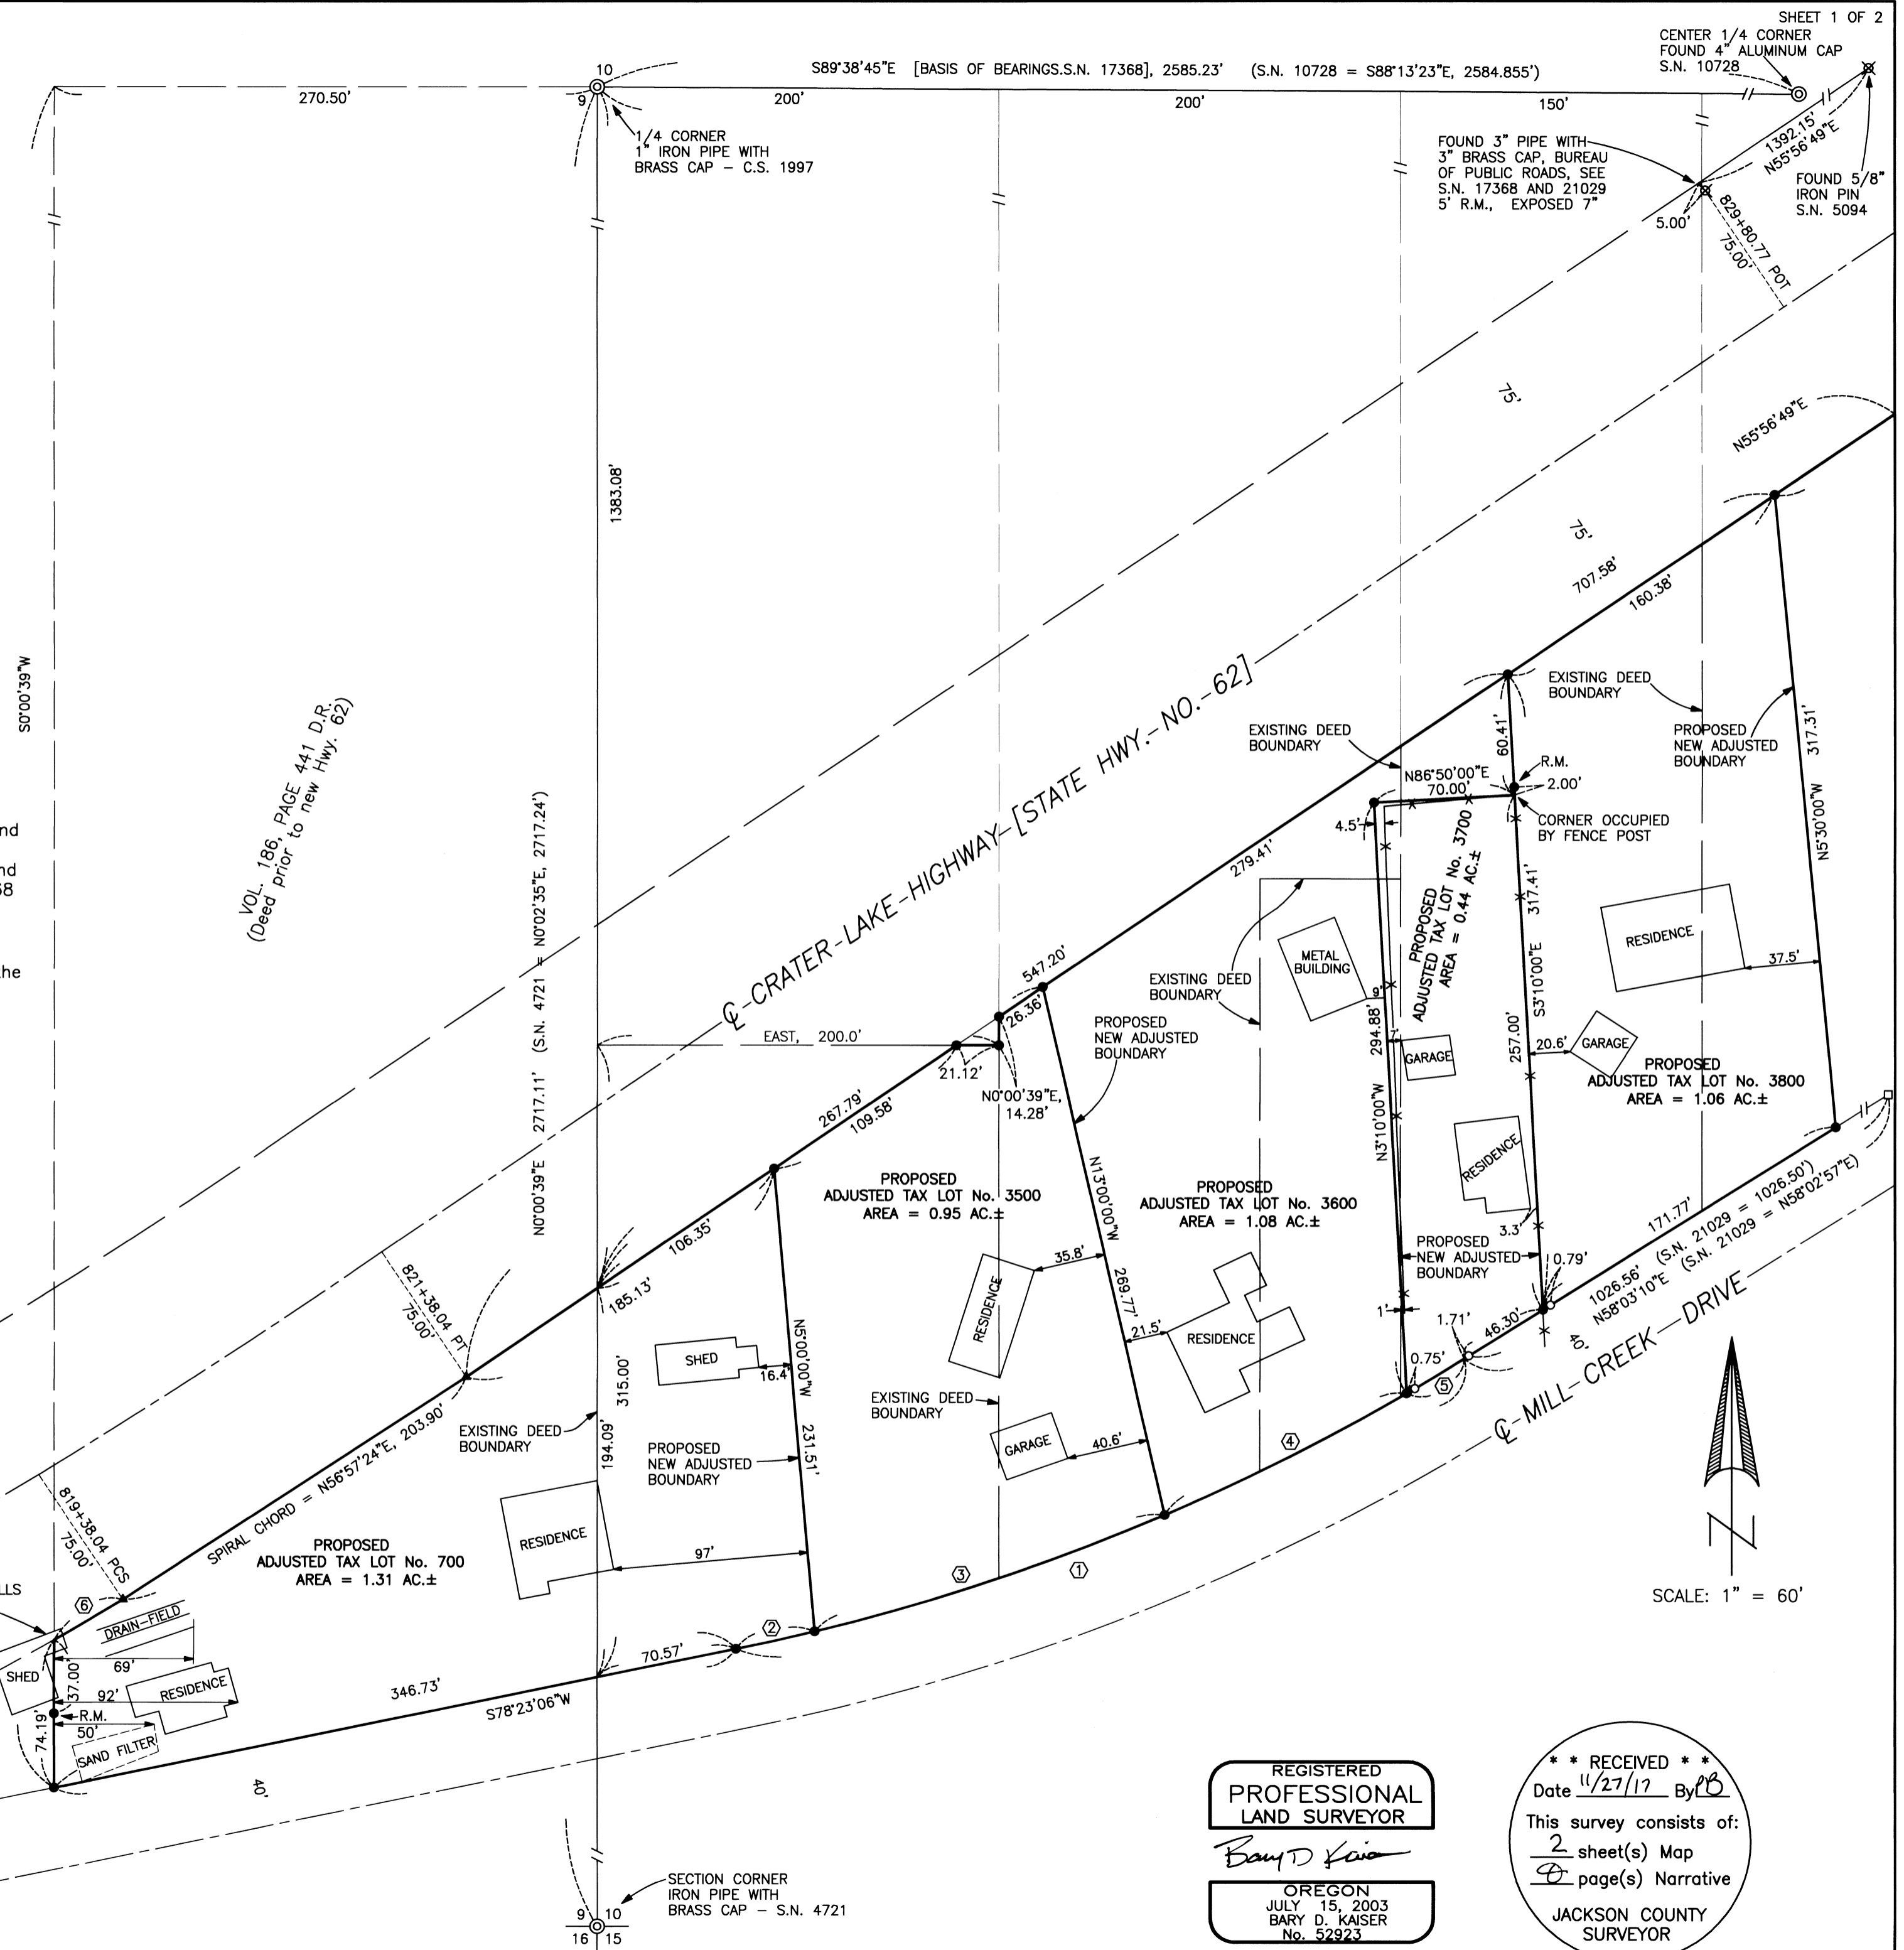 SHEET 1 OF 2
CENTER 1/4 CORNER
FOUND 4" ALUMINUM CAP
S.N. 10728
S89°38'45"E [BASIS OF BEARINGS.S.N. 17368], 2585.23' (S.N. 10728 = S88°13'23"E, 2584.855')
270.50'
10
9
200'
200'
150'
1/4 CORNER
1" IRON PIPE WITH
BRASS CAP – C.S. 1997
FOUND 3" PIPE WITH
3" BRASS CAP, BUREAU
OF PUBLIC ROADS, SEE
S.N. 17368 AND 21029
5' R.M., EXPOSED 7"
1392.15'
N55°56'49"E
FOUND 5/8"
IRON PIN
S.N. 5094
5.00'
829+80.77 POT
75.00'
75'
75'
N55°56'49"E
1383.08'
S0°00'39"W
VOL. 186, PAGE 441 D.R.
(Deed prior to new Hwy. 62)
nd
nd
58
the
N0°00'39"E 2717.11' (S.N. 4721 = N0°02'35"E, 2717.24')
℄ CRATER LAKE HIGHWAY [STATE HWY. NO. 62]
707.58'
160.38'
EXISTING DEED
BOUNDARY
EXISTING DEED
BOUNDARY
PROPOSED
NEW ADJUSTED
BOUNDARY
317.31'
N5°30'00"W
60.41'
R.M.
2.00'
N86°50'00"E
70.00'
CORNER OCCUPIED
BY FENCE POST
4.5'
279.41'
PROPOSED
ADJUSTED TAX LOT No. 3700
AREA = 0.44 AC.±
317.41'
S3°10'00"E
257.00'
RESIDENCE
37.5'
METAL
BUILDING
9'
294.88'
7'
GARAGE
20.6'
GARAGE
PROPOSED
ADJUSTED TAX LOT No. 3800
AREA = 1.06 AC.±
547.20'
26.36'
EXISTING DEED
BOUNDARY
PROPOSED
NEW ADJUSTED
BOUNDARY
EAST, 200.0'
21.12'
N0°00'39"E,
14.28'
267.79'
109.58'
N3°10'00"W
RESIDENCE
3.3'
PROPOSED
ADJUSTED TAX LOT No. 3500
AREA = 0.95 AC.±
N13°00'00"W
269.77'
PROPOSED
ADJUSTED TAX LOT No. 3600
AREA = 1.08 AC.±
PROPOSED
NEW ADJUSTED
BOUNDARY
171.77'
1026.56' (S.N. 21029 = 1026.50')
N58°03'10"E (S.N. 21029 = N58°02'57"E)
0.79'
1'
1.71'
46.30'
40'
0.75'
5
℄ MILL CREEK DRIVE
106.35'
185.13'
821+38.04 PT
75.00'
SHED
16.4'
N5°00'00"W
231.51'
RESIDENCE
35.8'
21.5'
RESIDENCE
315.00'
194.09'
EXISTING DEED
BOUNDARY
PROPOSED
NEW ADJUSTED
BOUNDARY
EXISTING DEED
BOUNDARY
GARAGE
40.6'
4
SPIRAL CHORD = N56°57'24"E, 203.90'
819+38.04 PCS
75.00'
RESIDENCE
97'
PROPOSED
ADJUSTED TAX LOT No. 700
AREA = 1.31 AC.±
3
1
LLS
6
DRAIN-FIELD
2
70.57'
SHED
69'
37.00'
92'
RESIDENCE
R.M.
50'
74.19'
SAND FILTER
346.73'
S78°23'06"W
40'
N
SCALE: 1" = 60'
SECTION CORNER
IRON PIPE WITH
BRASS CAP – S.N. 4721
9 10
16 15
REGISTERED
PROFESSIONAL
LAND SURVEYOR
Bary D Kaiser
OREGON
JULY 15, 2003
BARY D. KAISER
No. 52923
* * RECEIVED * *
Date 11/27/17 By PB
This survey consists of:
2 sheet(s) Map
0 page(s) Narrative
JACKSON COUNTY
SURVEYOR